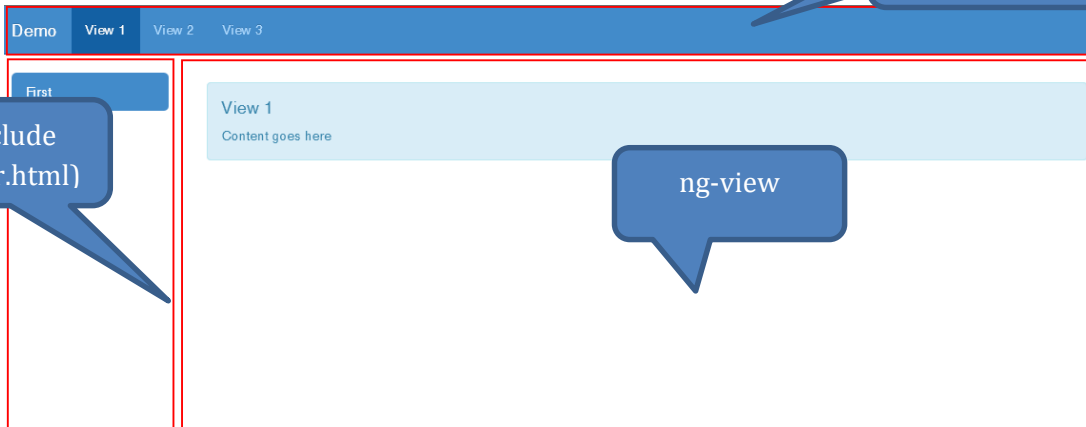 Demo View 1 View 2 View 3
First
clude
r.html)
View 1
Content goes here
ng-view